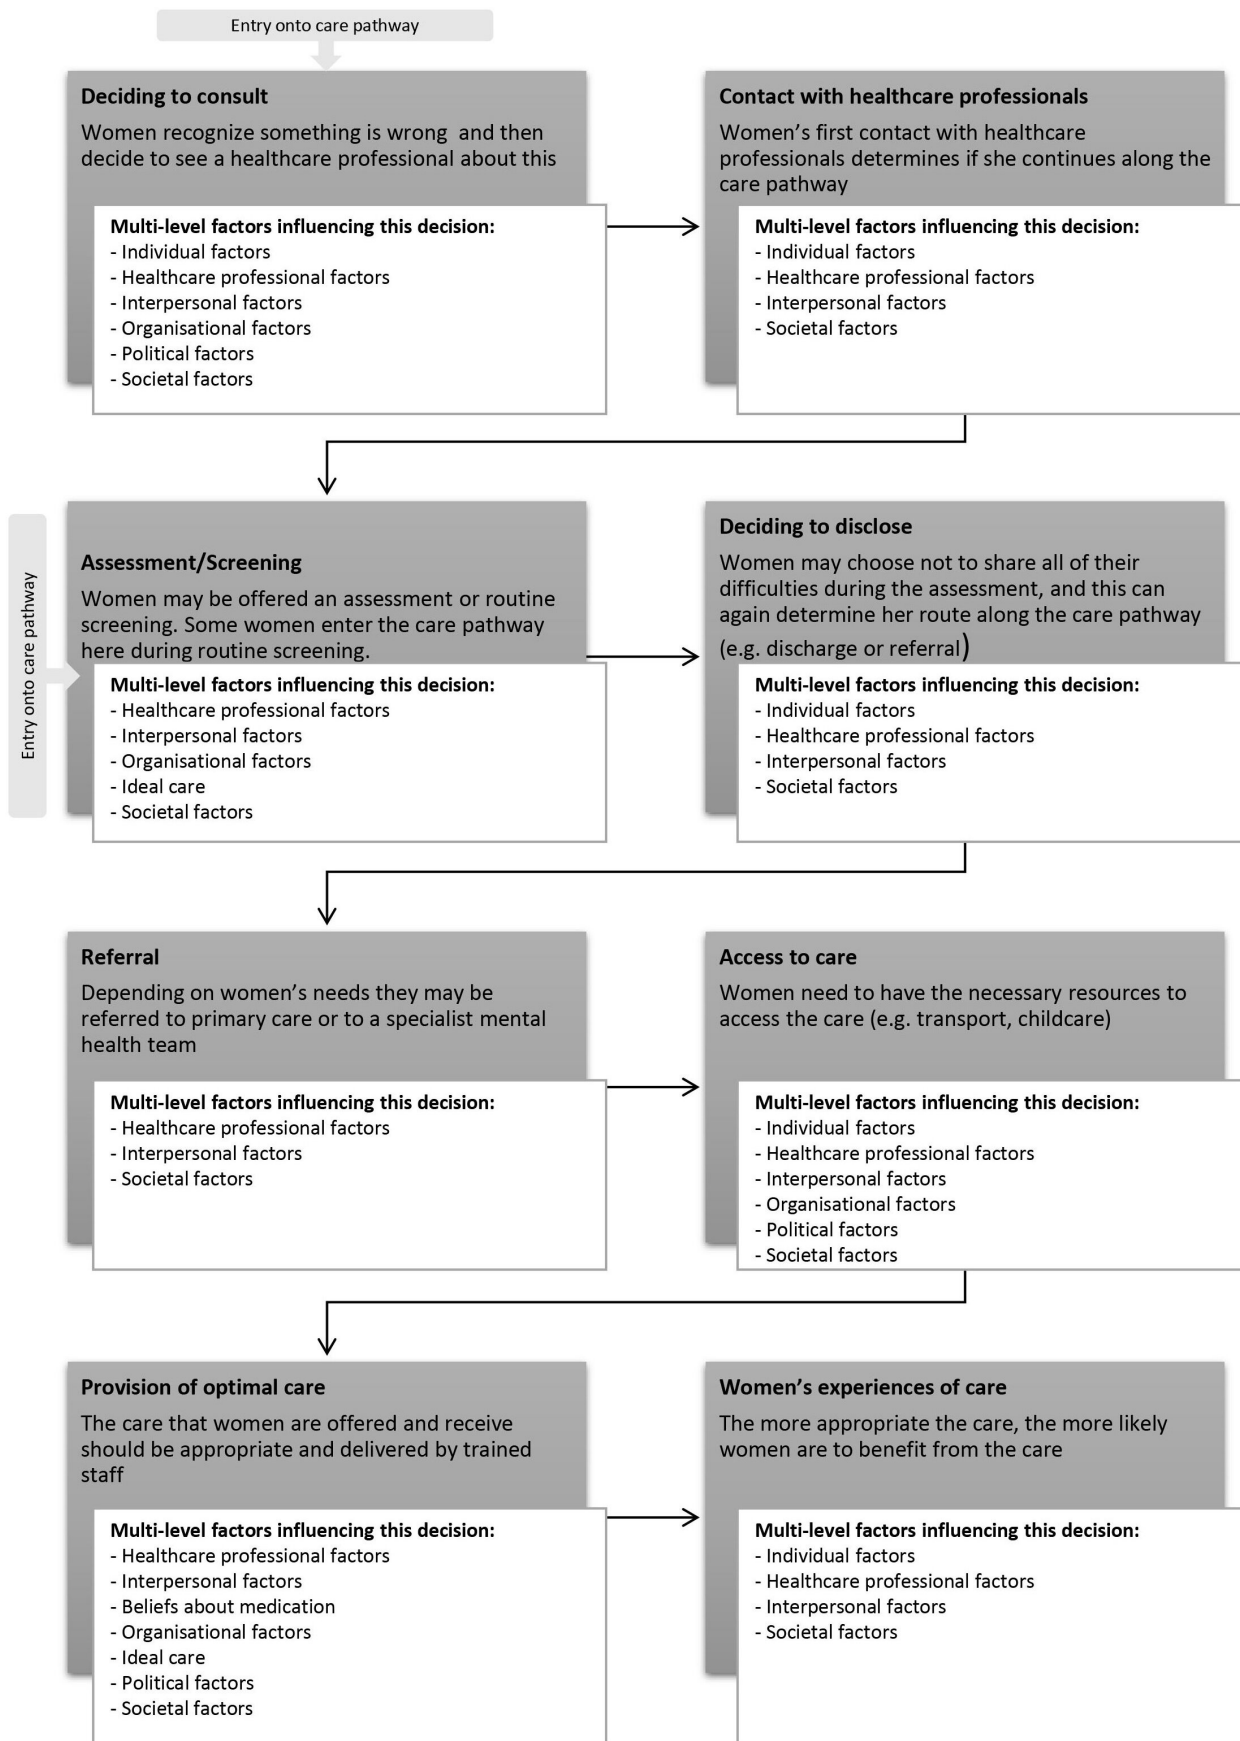 Entry onto care pathway
Deciding to consult
Women recognize something is wrong and then
decide to see a healthcare professional about this
Multi-level factors influencing this decision:
- Individual factors
- Healthcare professional factors
- Interpersonal factors
- Organisational factors
- Political factors
- Societal factors
Contact with healthcare professionals
Women’s first contact with healthcare
professionals determines if she continues along the
care pathway
Multi-level factors influencing this decision:
- Individual factors
- Healthcare professional factors
- Interpersonal factors
- Societal factors
Entry onto care pathway
Assessment/Screening
Women may be offered an assessment or routine
screening. Some women enter the care pathway
here during routine screening.
Multi-level factors influencing this decision:
- Healthcare professional factors
- Interpersonal factors
- Organisational factors
- Ideal care
- Societal factors
Deciding to disclose
Women may choose not to share all of their
difficulties during the assessment, and this can
again determine her route along the care pathway
(e.g. discharge or referral)
Multi-level factors influencing this decision:
- Individual factors
- Healthcare professional factors
- Interpersonal factors
- Societal factors
Referral
Depending on women’s needs they may be
referred to primary care or to a specialist mental
health team
Multi-level factors influencing this decision:
- Healthcare professional factors
- Interpersonal factors
- Societal factors
Access to care
Women need to have the necessary resources to
access the care (e.g. transport, childcare)
Multi-level factors influencing this decision:
- Individual factors
- Healthcare professional factors
- Interpersonal factors
- Organisational factors
- Political factors
- Societal factors
Provision of optimal care
The care that women are offered and receive
should be appropriate and delivered by trained
staff
Multi-level factors influencing this decision:
- Healthcare professional factors
- Interpersonal factors
- Beliefs about medication
- Organisational factors
- Ideal care
- Political factors
- Societal factors
Women’s experiences of care
The more appropriate the care, the more likely
women are to benefit from the care
Multi-level factors influencing this decision:
- Individual factors
- Healthcare professional factors
- Interpersonal factors
- Societal factors